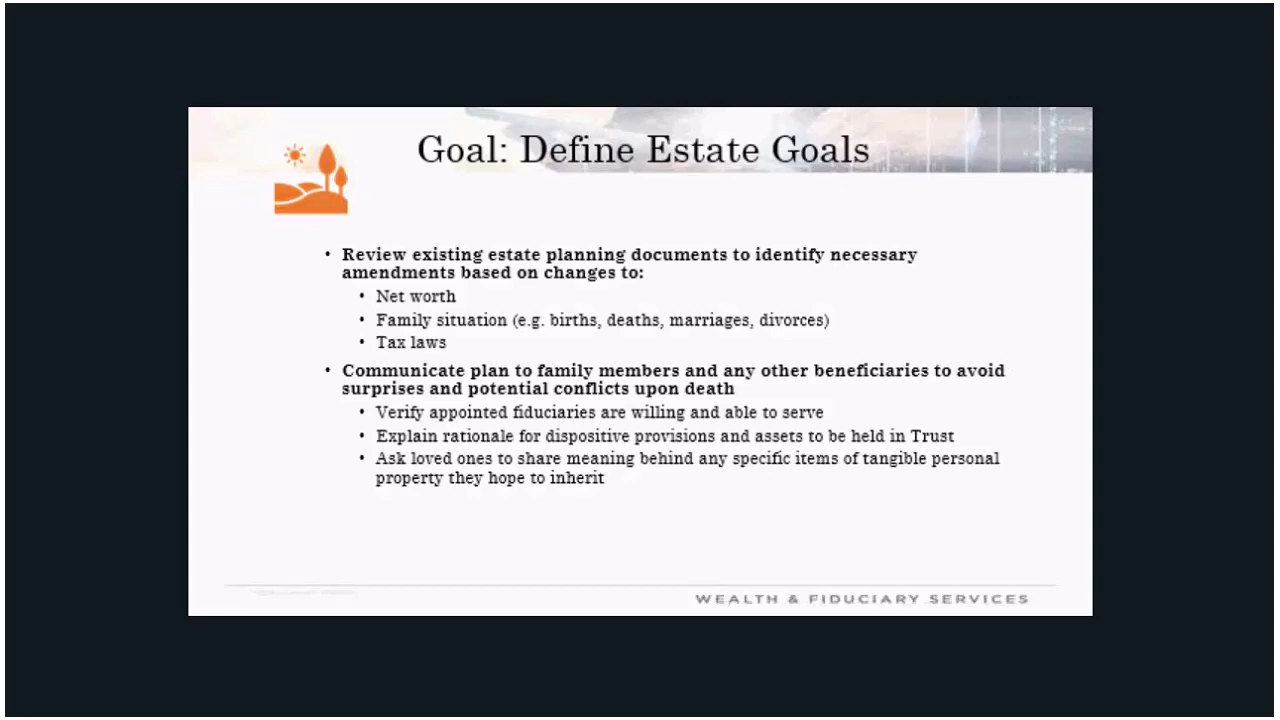 Goal: Define Estate Goals
• Review existing estate planning documents to identify necessary
amendments based on changes to:
• Net worth
• Family situation (e.g. births, deaths, marriages, divorces)
• Tax laws
• Communicate plan to family members and any other beneficiaries to avoid
surprises and potential conflicts upon death
• Verify appointed fiduciaries are willing and able to serve
• Explain rationale for dispositive provisions and assets to be held in Trust
• Ask loved ones to share meaning behind any specific items of tangible personal
property they hope to inherit
WEALTH & FIDUCIARY SERVICES